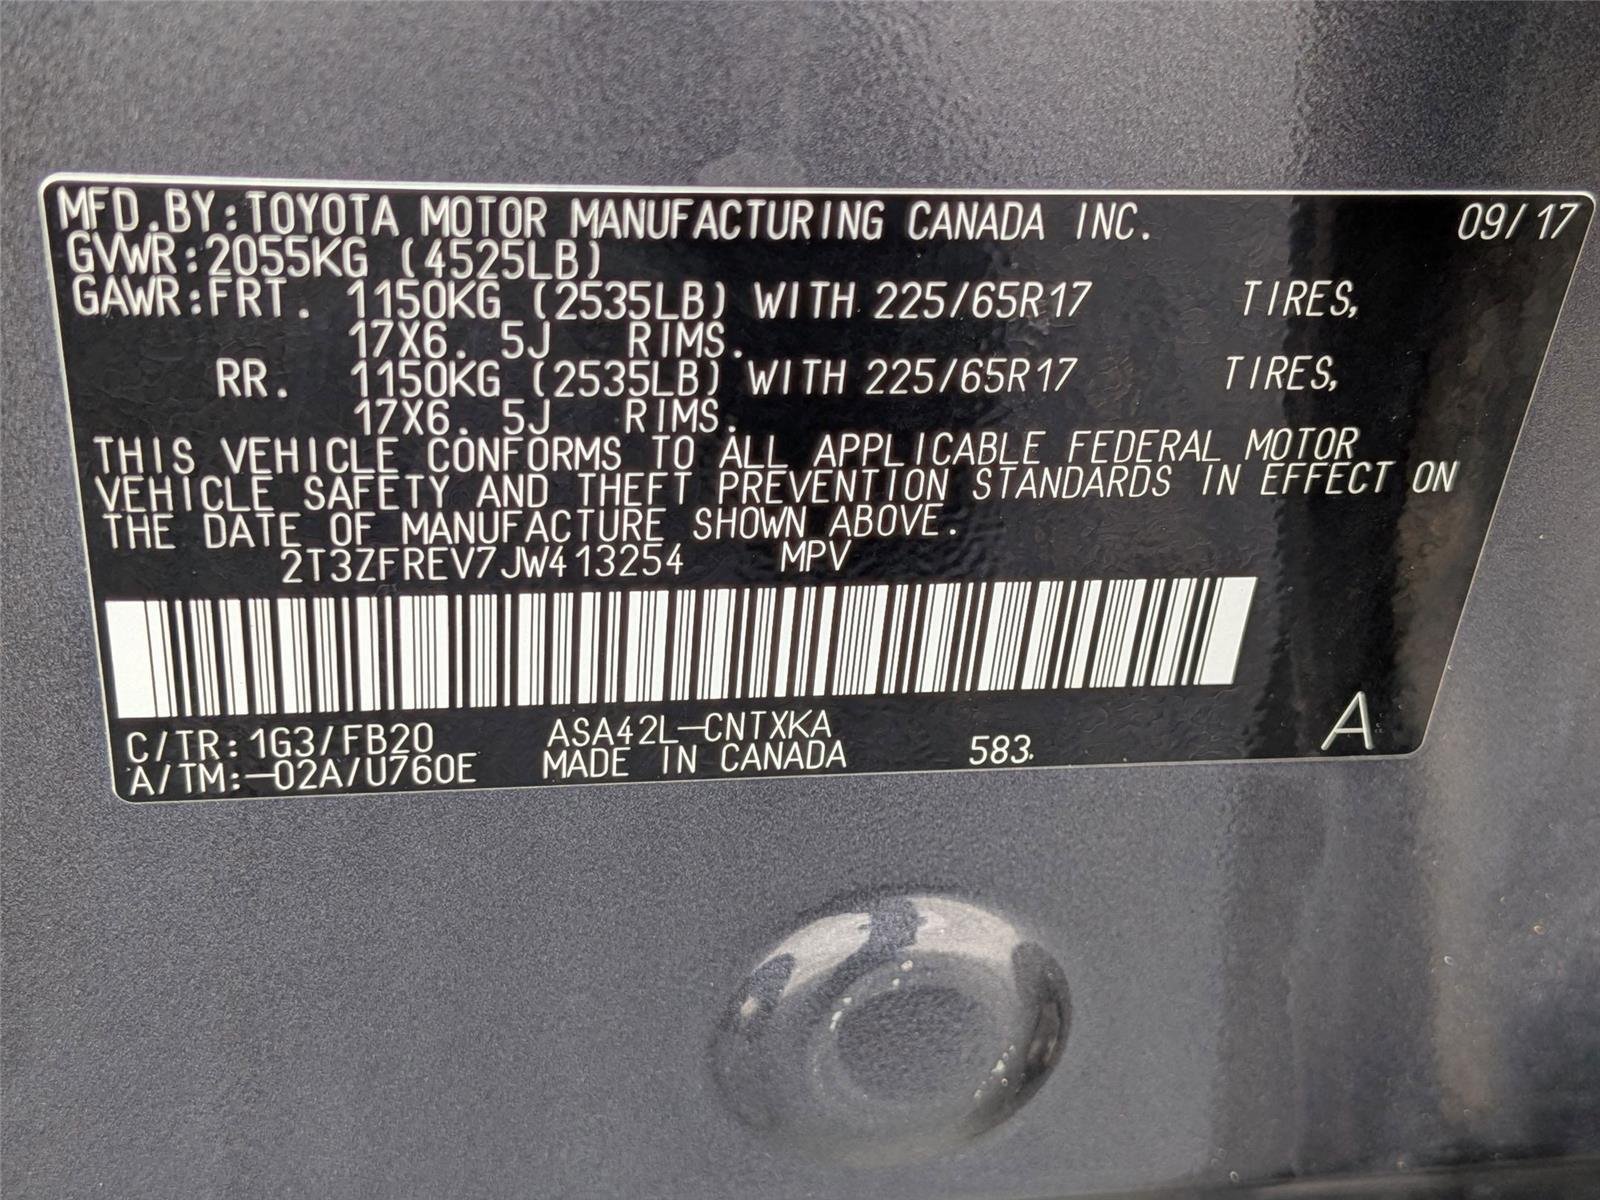 MFD.BY:TOYOTA MOTOR MANUFACTURING CANADA INC. 09/17
GVWR:2055KG (4525LB)
GAWR:FRT. 1150KG (2535LB) WITH 225/65R17 TIRES,
17X6. 5J RIMS.
RR. 1150KG (2535LB) WITH 225/65R17 TIRES,
17X6. 5J RIMS.
THIS VEHICLE CONFORMS TO ALL APPLICABLE FEDERAL MOTOR
VEHICLE SAFETY AND THEFT PREVENTION STANDARDS IN EFFECT ON
THE DATE OF MANUFACTURE SHOWN ABOVE.
2T3ZFREV7JW413254 MPV
C/TR:1G3/FB20 ASA42L-CNTXKA
A/TM:-02A/U760E MADE IN CANADA 583. A